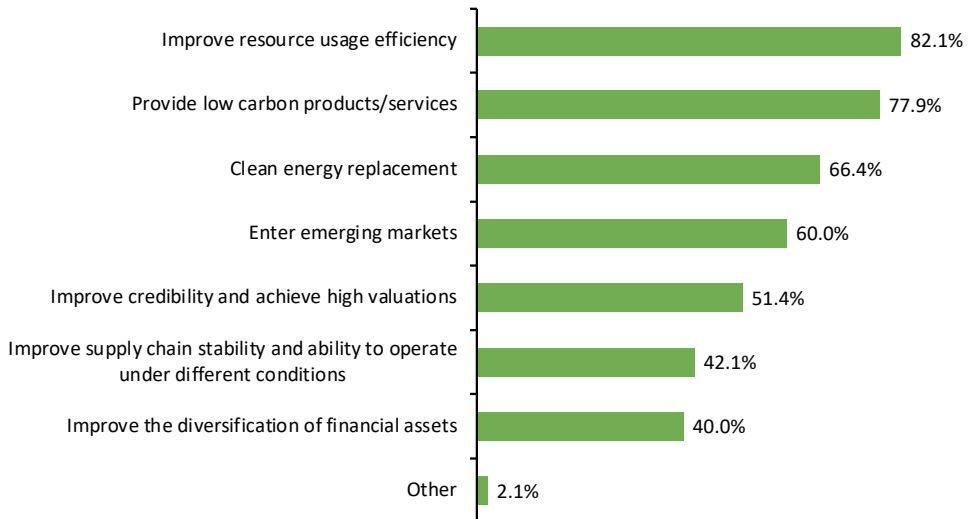 Improve resource usage efficiency 82.1%
Provide low carbon products/services 77.9%
Clean energy replacement 66.4%
Enter emerging markets 60.0%
Improve credibility and achieve high valuations 51.4%
Improve supply chain stability and ability to operate
under different conditions 42.1%
Improve the diversification of financial assets 40.0%
Other 2.1%